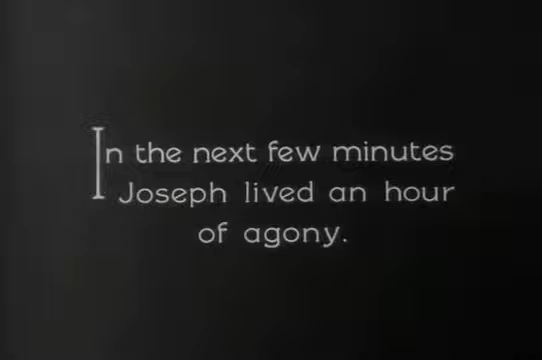 In the next few minutes
Joseph lived an hour
of agony.